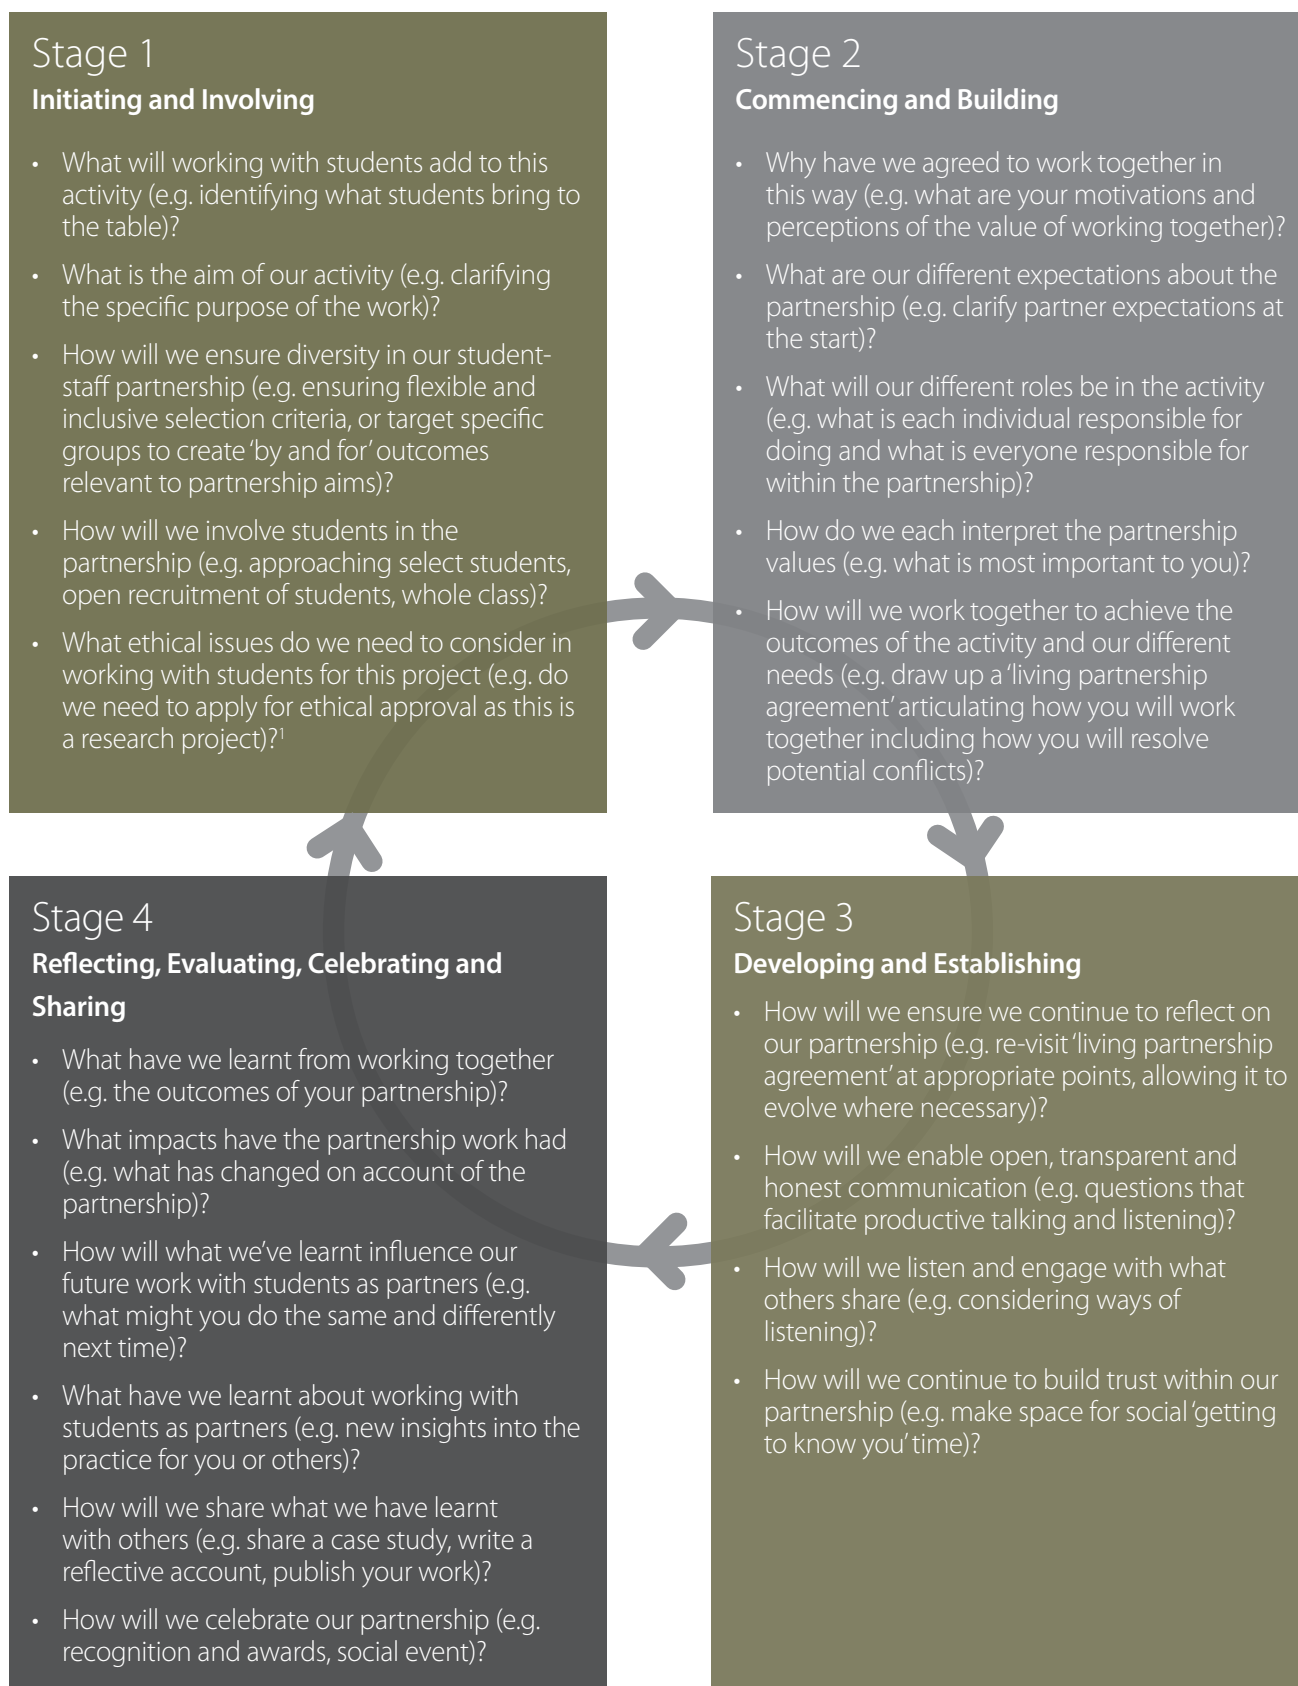 Stage 1
Initiating and Involving
• What will working with students add to this
activity (e.g. identifying what students bring to
the table)?
• What is the aim of our activity (e.g. clarifying
the specific purpose of the work)?
• How will we ensure diversity in our student-
staff partnership (e.g. ensuring flexible and
inclusive selection criteria, or target specific
groups to create ‘by and for’ outcomes
relevant to partnership aims)?
• How will we involve students in the
partnership (e.g. approaching select students,
open recruitment of students, whole class)?
• What ethical issues do we need to consider in
working with students for this project (e.g. do
we need to apply for ethical approval as this is
a research project)?¹
Stage 2
Commencing and Building
• Why have we agreed to work together in
this way (e.g. what are your motivations and
perceptions of the value of working together)?
• What are our different expectations about the
partnership (e.g. clarify partner expectations at
the start)?
• What will our different roles be in the activity
(e.g. what is each individual responsible for
doing and what is everyone responsible for
within the partnership)?
• How do we each interpret the partnership
values (e.g. what is most important to you)?
• How will we work together to achieve the
outcomes of the activity and our different
needs (e.g. draw up a ‘living partnership
agreement’ articulating how you will work
together including how you will resolve
potential conflicts)?
Stage 3
Developing and Establishing
• How will we ensure we continue to reflect on
our partnership (e.g. re-visit ‘living partnership
agreement’ at appropriate points, allowing it to
evolve where necessary)?
• How will we enable open, transparent and
honest communication (e.g. questions that
facilitate productive talking and listening)?
• How will we listen and engage with what
others share (e.g. considering ways of
listening)?
• How will we continue to build trust within our
partnership (e.g. make space for social ‘getting
to know you’ time)?
Stage 4
Reflecting, Evaluating, Celebrating and
Sharing
• What have we learnt from working together
(e.g. the outcomes of your partnership)?
• What impacts have the partnership work had
(e.g. what has changed on account of the
partnership)?
• How will what we’ve learnt influence our
future work with students as partners (e.g.
what might you do the same and differently
next time)?
• What have we learnt about working with
students as partners (e.g. new insights into the
practice for you or others)?
• How will we share what we have learnt
with others (e.g. share a case study, write a
reflective account, publish your work)?
• How will we celebrate our partnership (e.g.
recognition and awards, social event)?